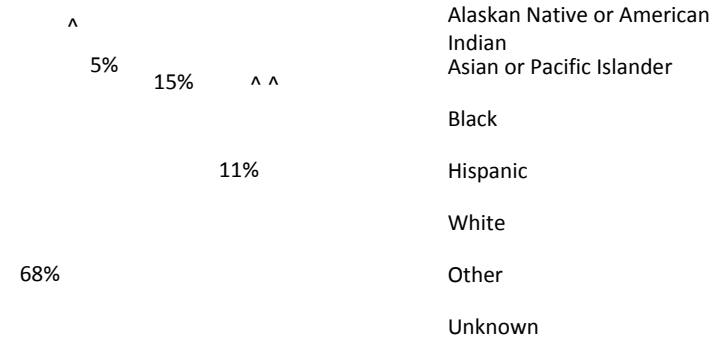 ^
5%
15%
^ ^
11%
68%
Alaskan Native or American
Indian
Asian or Pacific Islander
Black
Hispanic
White
Other
Unknown